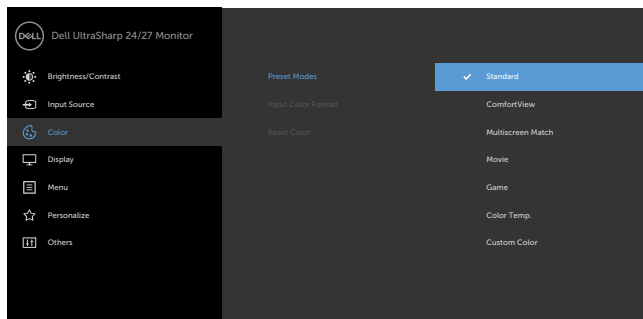 DELL
Dell UltraSharp 24/27 Monitor
Brightness/Contrast
Preset Modes
Standard
Input Source
Input Color Format
ComfortView
Color
Reset Color
Multiscreen Match
Display
Movie
Menu
Game
Personalize
Color Temp.
Others
Custom Color